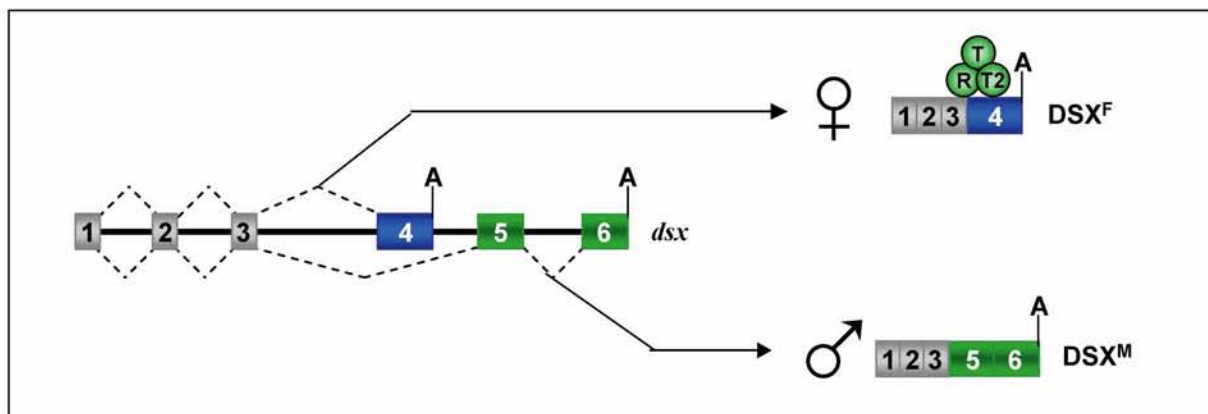 T
R T2
A
1 2 3 4 DSX^F
A A
1 2 3 4 5 6 dsx
A
1 2 3 5 6 DSX^M